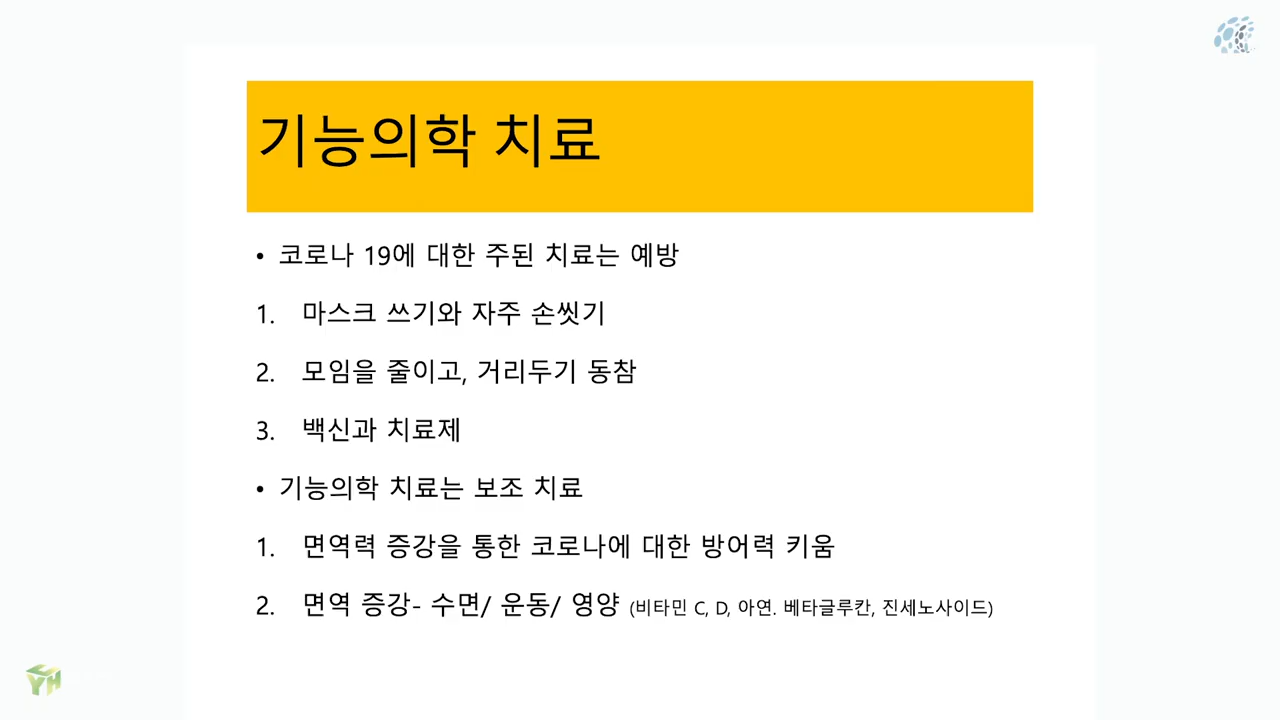 기능의학 치료
• 코로나 19에 대한 주된 치료는 예방
1. 마스크 쓰기와 자주 손씻기
2. 모임을 줄이고, 거리두기 동참
3. 백신과 치료제
• 기능의학 치료는 보조 치료
1. 면역력 증강을 통한 코로나에 대한 방어력 키움
2. 면역 증강- 수면/ 운동/ 영양 (비타민 C, D, 아연. 베타글루칸, 진세노사이드)
YH